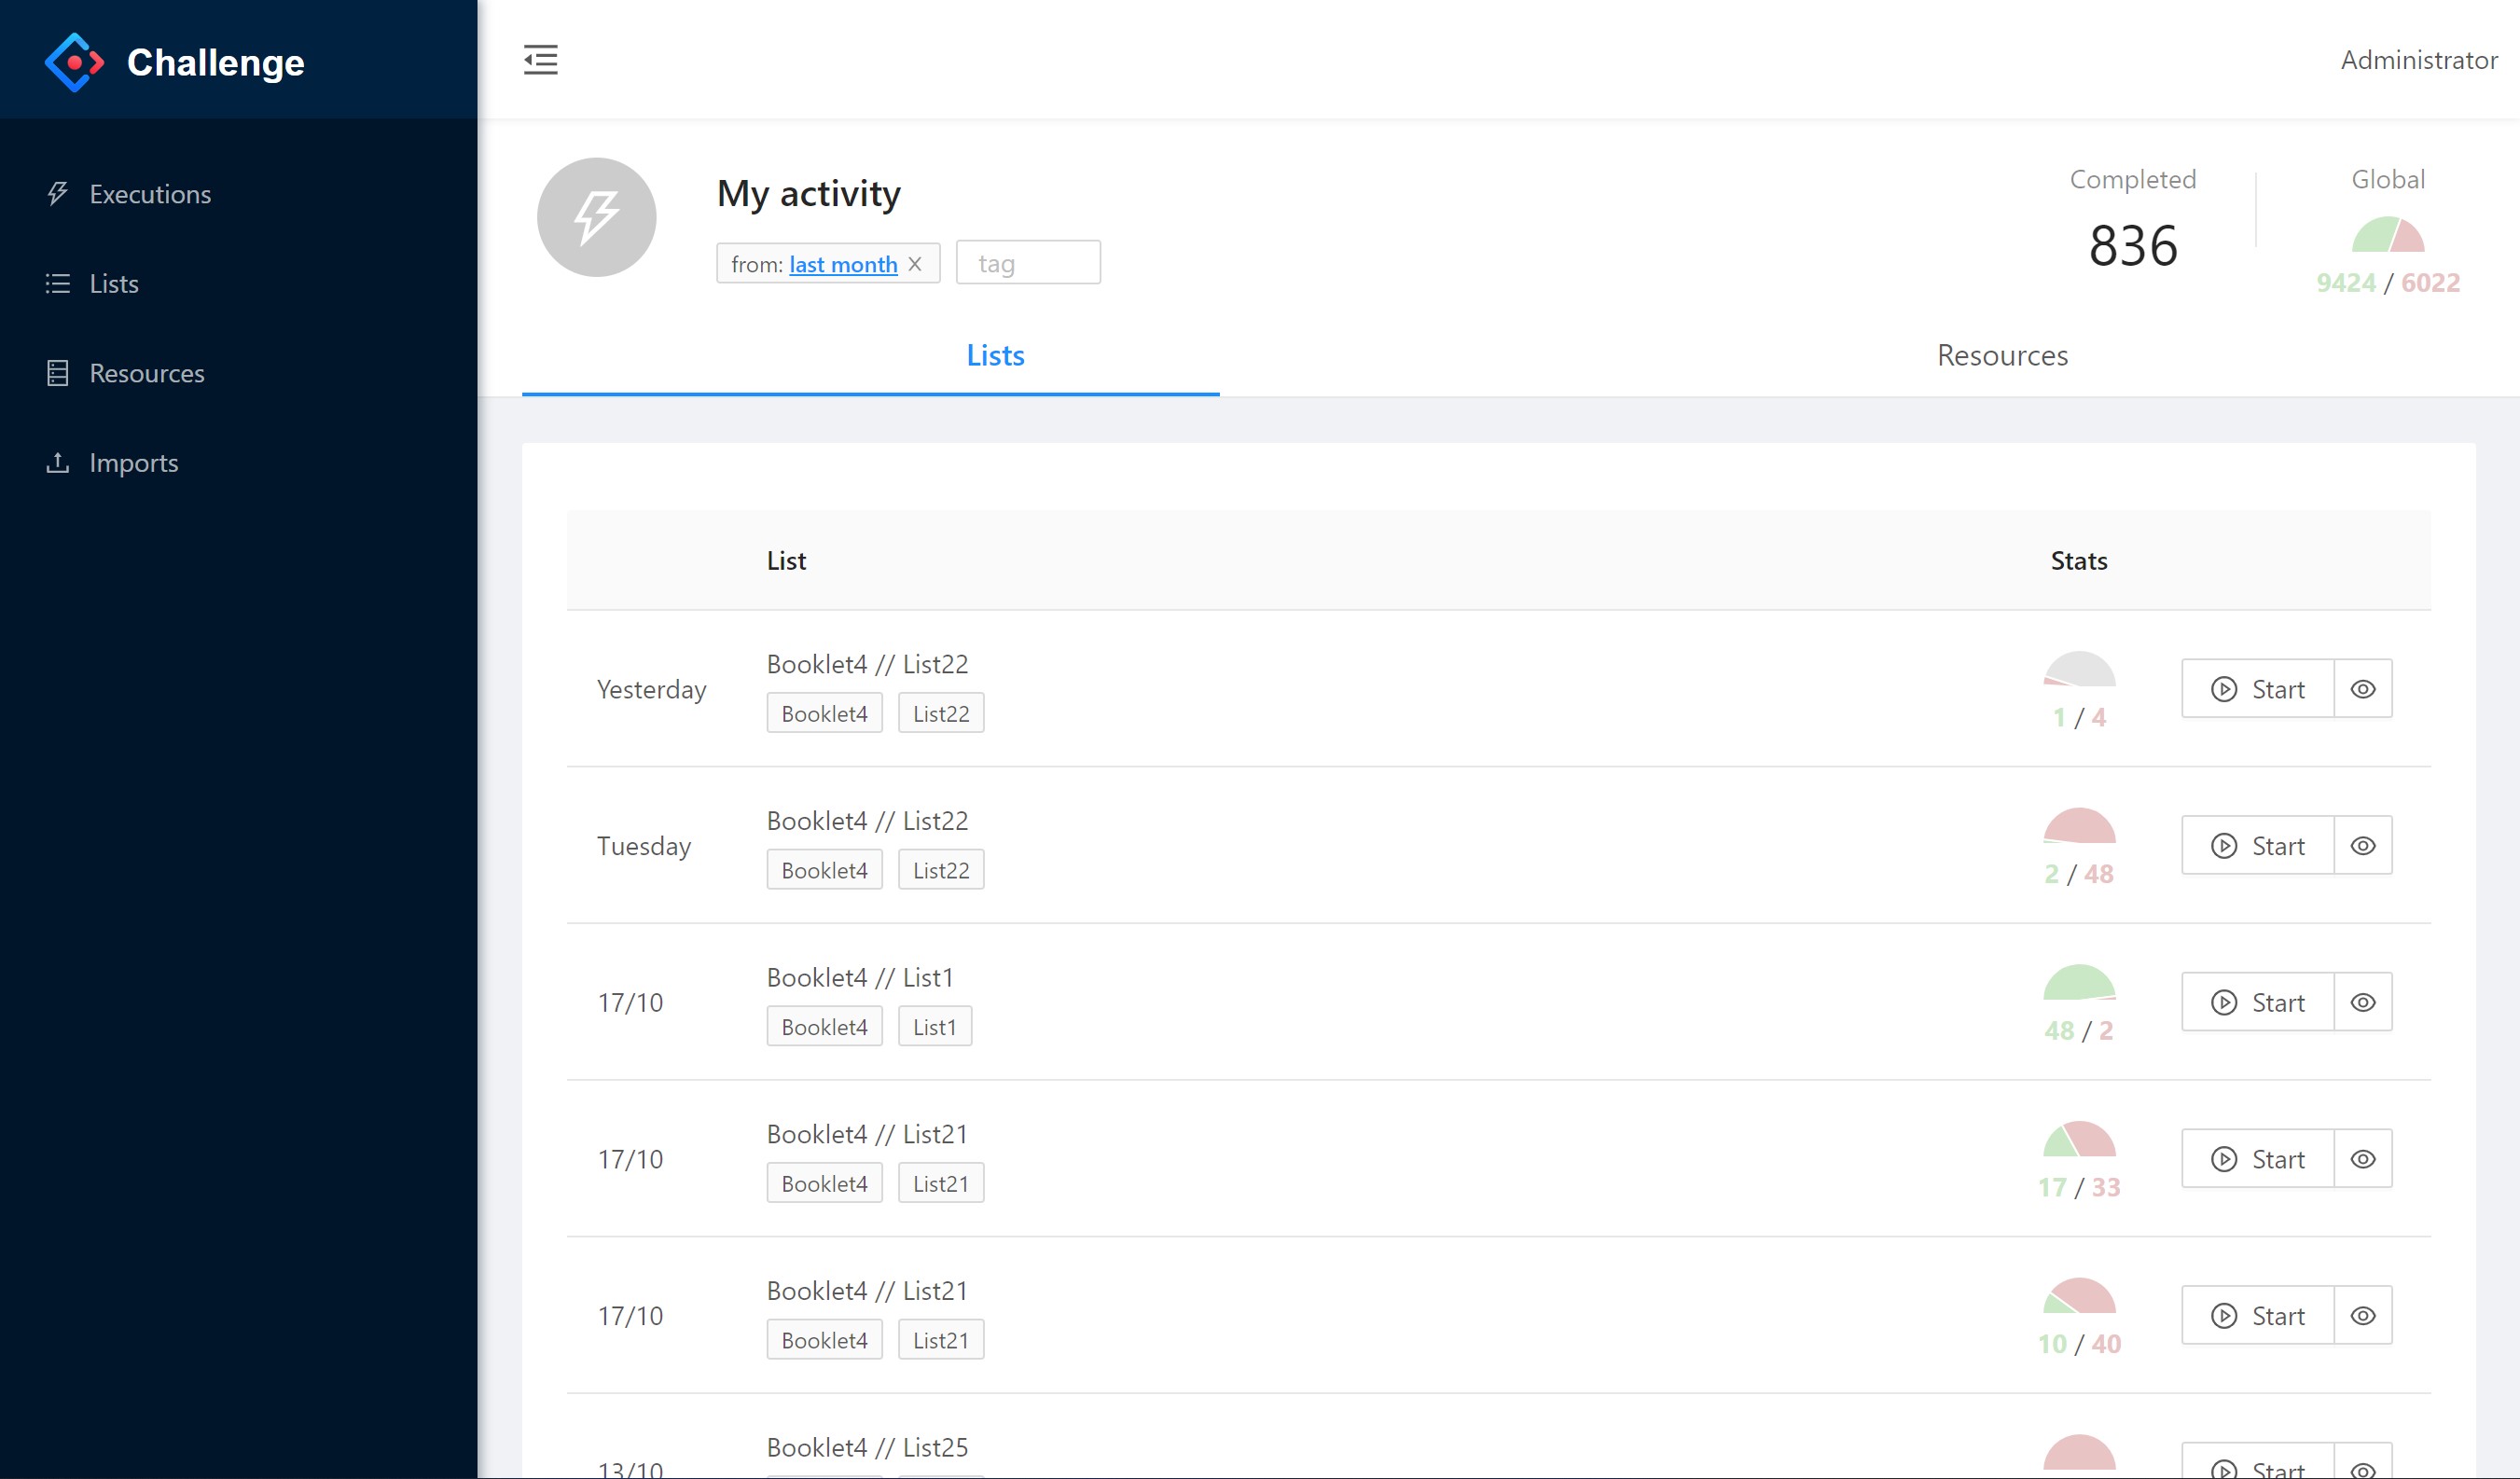 Challenge
Administrator
Executions
Lists
Resources
Imports
My activity
from: last month
tag
Completed
836
Global
9424 / 6022
Lists
Resources
List
Stats
Yesterday
Booklet4 // List22
Booklet4
List22
1 / 4
Start
Tuesday
Booklet4 // List22
Booklet4
List22
2 / 48
Start
17/10
Booklet4 // List1
Booklet4
List1
48 / 2
Start
17/10
Booklet4 // List21
Booklet4
List21
17 / 33
Start
17/10
Booklet4 // List21
Booklet4
List21
10 / 40
Start
13/10
Booklet4 // List25
Start